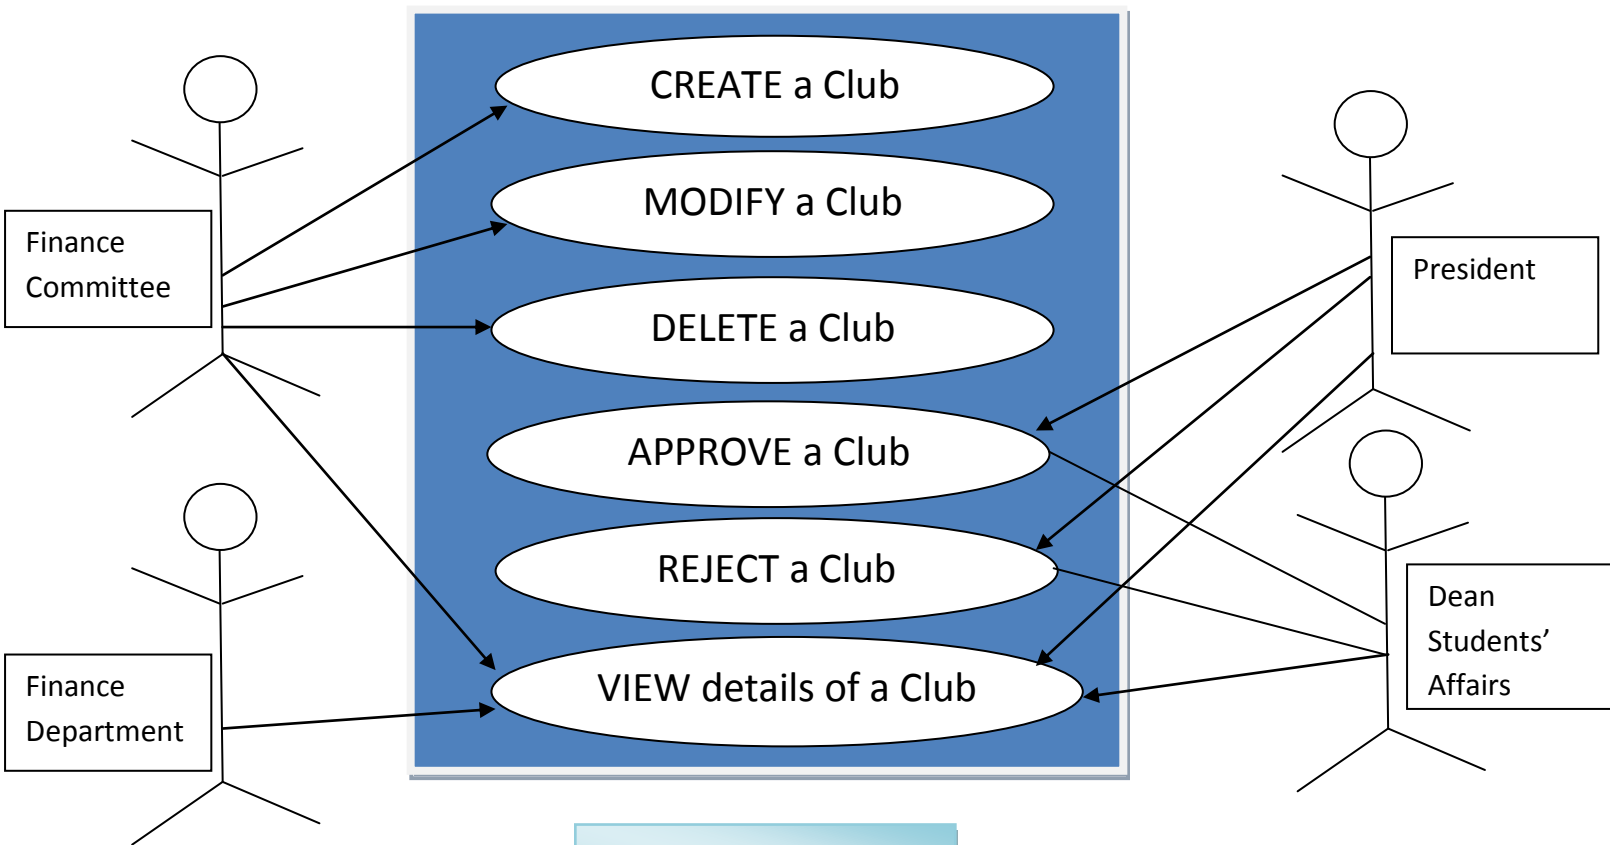 CREATE a Club
MODIFY a Club
DELETE a Club
APPROVE a Club
REJECT a Club
VIEW details of a Club
Finance
Committee
Finance
Department
President
Dean
Students’
Affairs